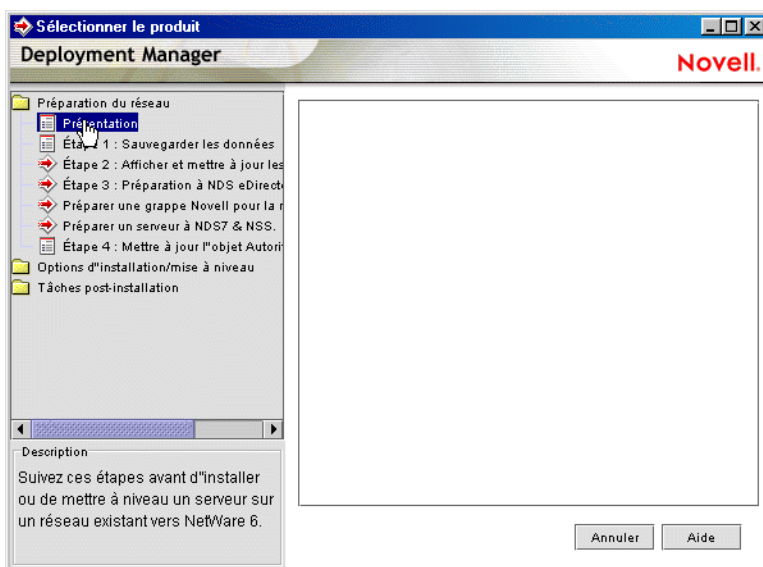 Sélectionner le produit
Deployment Manager
Novell.
Préparation du réseau
Présentation
Étape 1 : Sauvegarder les données
Étape 2 : Afficher et mettre à jour les
Étape 3 : Préparation à NDS eDirect
Préparer une grappe Novell pour la
Préparer un serveur à NDS7 & NSS.
Étape 4 : Mettre à jour l"objet Autori
Options d"installation/mise à niveau
Tâches post-installation
Description
Suivez ces étapes avant d"installer
ou de mettre à niveau un serveur sur
un réseau existant vers NetWare 6.
Annuler
Aide